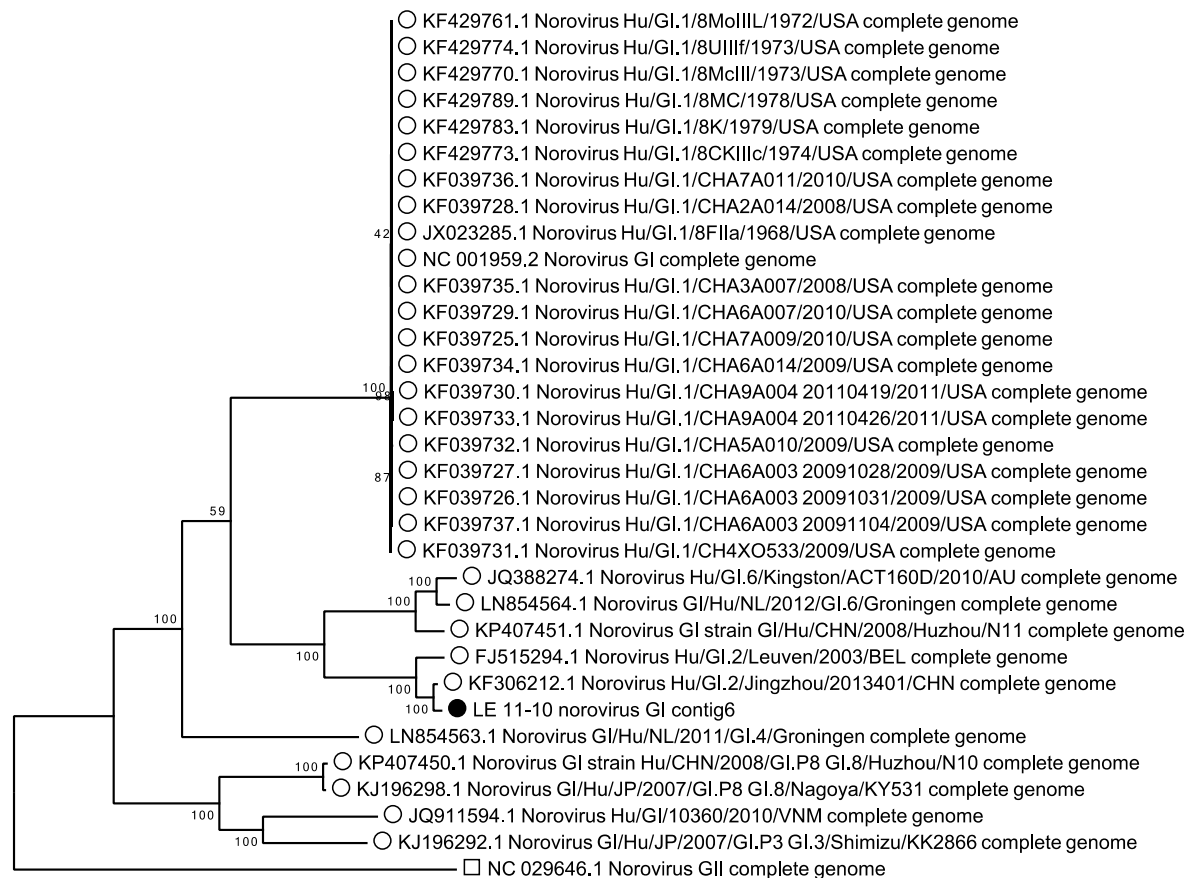 KF429761.1 Norovirus Hu/GI.1/8MoIIIL/1972/USA complete genome
KF429774.1 Norovirus Hu/GI.1/8UIIIf/1973/USA complete genome
KF429770.1 Norovirus Hu/GI.1/8McIII/1973/USA complete genome
KF429789.1 Norovirus Hu/GI.1/8MC/1978/USA complete genome
KF429783.1 Norovirus Hu/GI.1/8K/1979/USA complete genome
KF429773.1 Norovirus Hu/GI.1/8CKIIIc/1974/USA complete genome
KF039736.1 Norovirus Hu/GI.1/CHA7A011/2010/USA complete genome
KF039728.1 Norovirus Hu/GI.1/CHA2A014/2008/USA complete genome
42 JX023285.1 Norovirus Hu/GI.1/8FIIa/1968/USA complete genome
NC 001959.2 Norovirus GI complete genome
KF039735.1 Norovirus Hu/GI.1/CHA3A007/2008/USA complete genome
KF039729.1 Norovirus Hu/GI.1/CHA6A007/2010/USA complete genome
KF039725.1 Norovirus Hu/GI.1/CHA7A009/2010/USA complete genome
KF039734.1 Norovirus Hu/GI.1/CHA6A014/2009/USA complete genome
100 98 KF039730.1 Norovirus Hu/GI.1/CHA9A004 20110419/2011/USA complete genome
KF039733.1 Norovirus Hu/GI.1/CHA9A004 20110426/2011/USA complete genome
KF039732.1 Norovirus Hu/GI.1/CHA5A010/2009/USA complete genome
87 KF039727.1 Norovirus Hu/GI.1/CHA6A003 20091028/2009/USA complete genome
KF039726.1 Norovirus Hu/GI.1/CHA6A003 20091031/2009/USA complete genome
59 KF039737.1 Norovirus Hu/GI.1/CHA6A003 20091104/2009/USA complete genome
KF039731.1 Norovirus Hu/GI.1/CH4XO533/2009/USA complete genome
100 JQ388274.1 Norovirus Hu/GI.6/Kingston/ACT160D/2010/AU complete genome
100 LN854564.1 Norovirus GI/Hu/NL/2012/GI.6/Groningen complete genome
100 KP407451.1 Norovirus GI strain GI/Hu/CHN/2008/Huzhou/N11 complete genome
100 FJ515294.1 Norovirus Hu/GI.2/Leuven/2003/BEL complete genome
100 KF306212.1 Norovirus Hu/GI.2/Jingzhou/2013401/CHN complete genome
100 LE 11-10 norovirus GI contig6
LN854563.1 Norovirus GI/Hu/NL/2011/GI.4/Groningen complete genome
100 KP407450.1 Norovirus GI strain Hu/CHN/2008/GI.P8 GI.8/Huzhou/N10 complete genome
KJ196298.1 Norovirus GI/Hu/JP/2007/GI.P8 GI.8/Nagoya/KY531 complete genome
100 JQ911594.1 Norovirus Hu/GI/10360/2010/VNM complete genome
100 KJ196292.1 Norovirus GI/Hu/JP/2007/GI.P3 GI.3/Shimizu/KK2866 complete genome
NC 029646.1 Norovirus GII complete genome